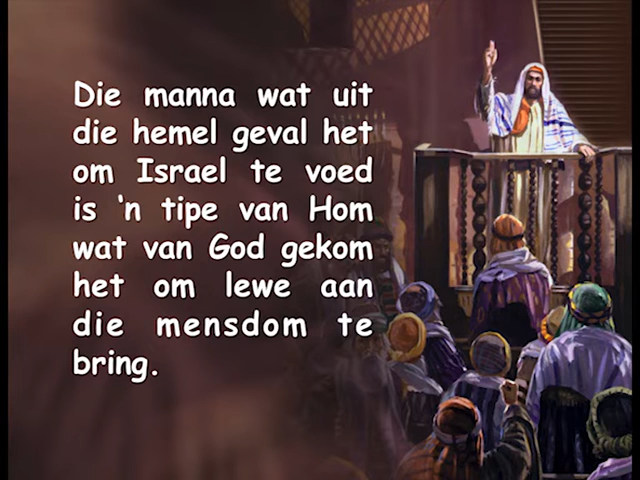 Die manna wat uit
die hemel geval het
om Israel te voed
is ‘n tipe van Hom
wat van God gekom
het om lewe aan
die mensdom te
bring.